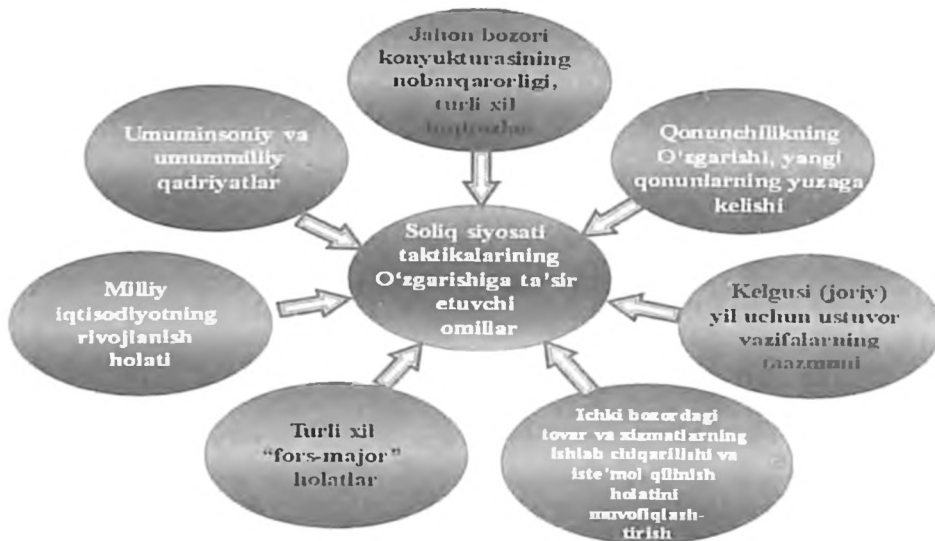 Jahon bozori
konyukturasining
nobarqarorligi,
turli xil
inqirozlar
Umuminsoniy va
umummilliy
qadriyatlar
Qonunchilikning
O'zgarishi, yangi
qonunlarning yuzaga
kelishi
Soliq siyosati
taktikalarining
O'zgarishiga ta'sir
etuvchi
omillar
Milliy
iqtisodiyotning
rivojlanish
holati
Kelgusi (joriy)
yil uchun ustuvor
vazifalarning
mazmuni
Turli xil
"fors-major"
holatlar
Ichki bozordagi
tovar va xizmatlarning
ishlab chiqarilishi va
iste'mol qilinish
holatini
muvofiqlash-
tirish